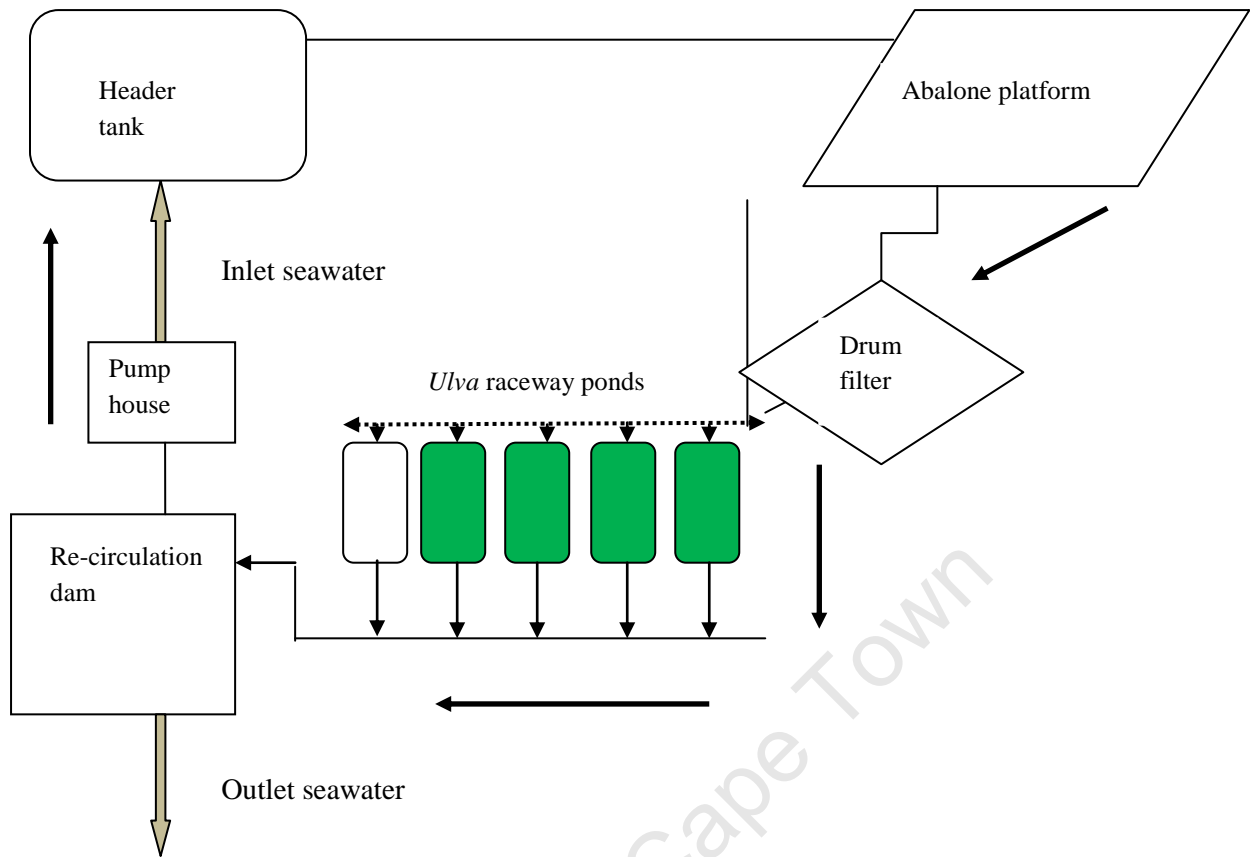 Header
tank
Abalone platform
Inlet seawater
Pump
house
Drum
filter
Ulva raceway ponds
Re-circulation
dam
Outlet seawater
Cape Town